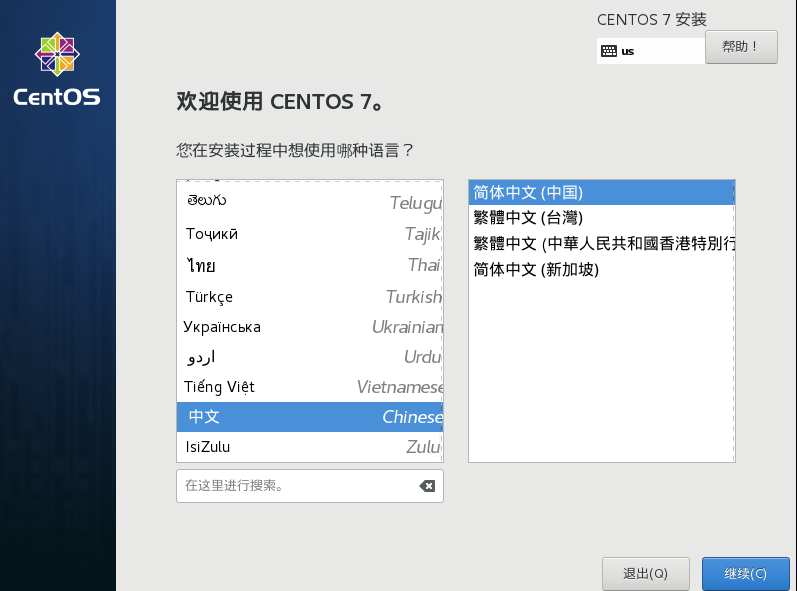 CentOS
CENTOS 7 安装
us
帮助！
欢迎使用 CENTOS 7。
您在安装过程中想使用哪种语言？
తెలుగు Telugu
Тоҷикӣ Tajik
ไทย Thai
Türkçe Turkish
Українська Ukrainian
اردو Urdu
Tiếng Việt Vietnamese
中文 Chinese
IsiZulu Zulu
在这里进行搜索。
简体中文 (中国)
繁體中文 (台灣)
繁體中文 (中華人民共和國香港特別行
简体中文 (新加坡)
退出(Q)
继续(C)